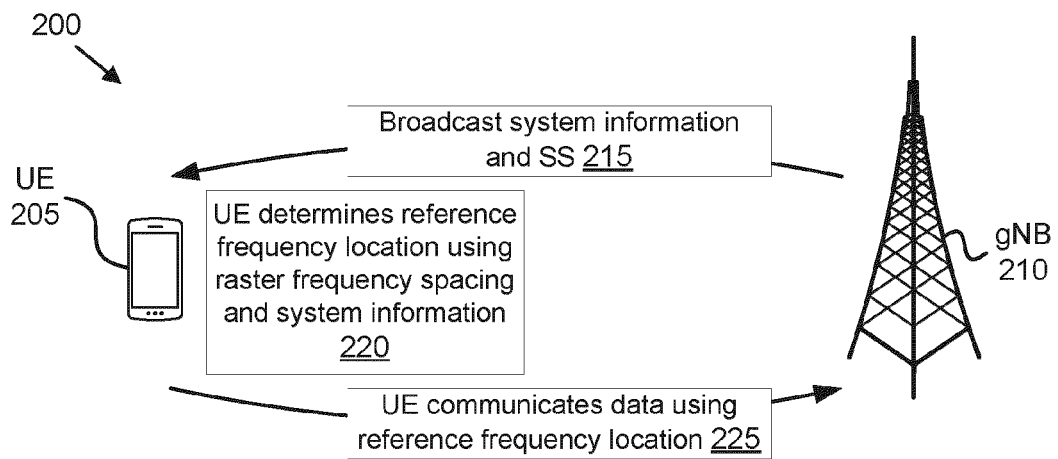 200
Broadcast system information
and SS 215
UE
205
UE determines reference
frequency location using
raster frequency spacing
and system information
220
gNB
210
UE communicates data using
reference frequency location 225